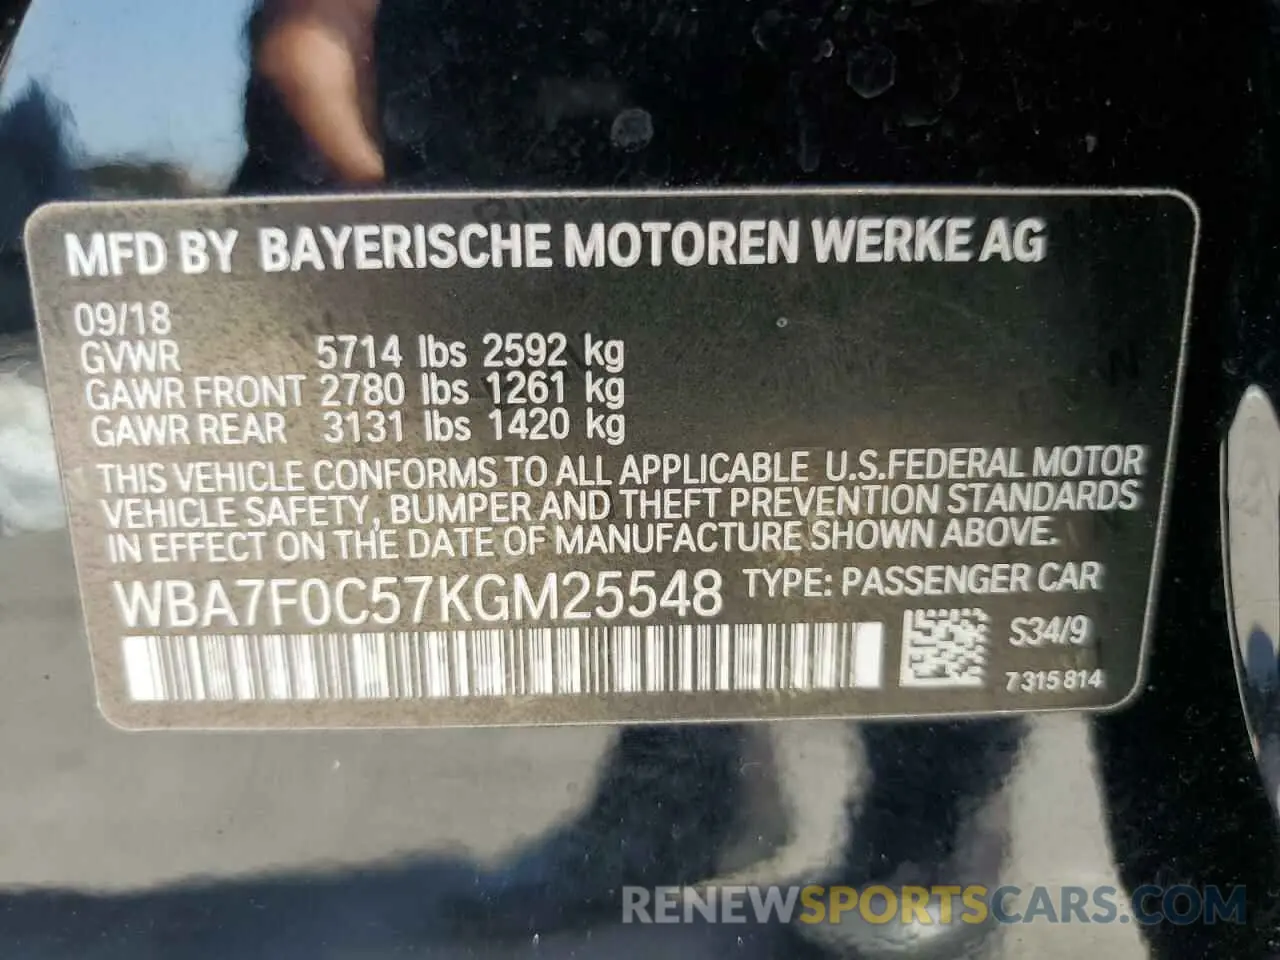 MFD BY BAYERISCHE MOTOREN WERKE AG
09/18
GVWR 5714 lbs 2592 kg
GAWR FRONT 2780 lbs 1261 kg
GAWR REAR 3131 lbs 1420 kg
THIS VEHICLE CONFORMS TO ALL APPLICABLE U.S.FEDERAL MOTOR
VEHICLE SAFETY, BUMPER AND THEFT PREVENTION STANDARDS
IN EFFECT ON THE DATE OF MANUFACTURE SHOWN ABOVE.
WBA7F0C57KGM25548 TYPE: PASSENGER CAR
S34/9
7315814
RENEWSPORTSCARS.COM